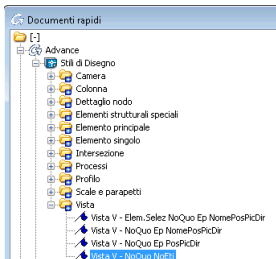 Documenti rapidi
[-]
Advance
Stili di Disegno
Camera
Colonna
Dettaglio nodo
Elementi strutturali speciali
Elemento principale
Elemento singolo
Intersezione
Processi
Profilo
Scale e parapetti
Vista
Vista V - Elem.Selez NoQuo Ep NomePosPicDir
Vista V - NoQuo Ep NomePosPicDir
Vista V - NoQuo Ep PosPicDir
Vista V - NoQuo NoEti